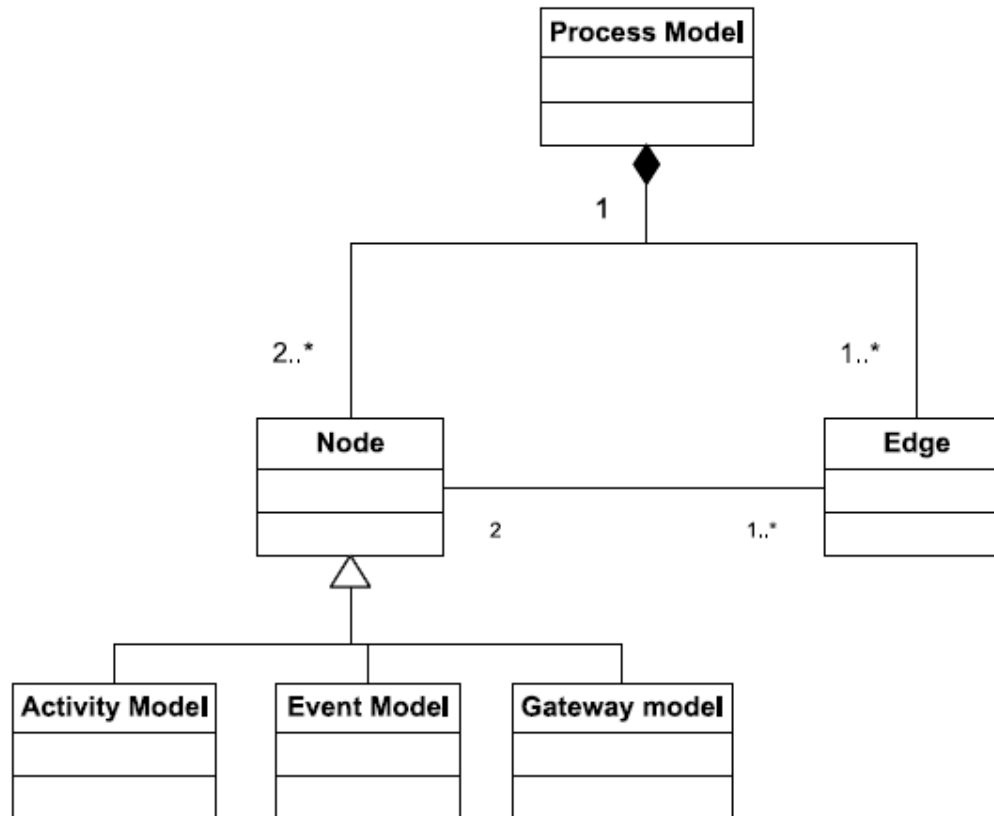 Process Model
1
2..*
1..*
Node
Edge
2
1..*
Activity Model
Event Model
Gateway model